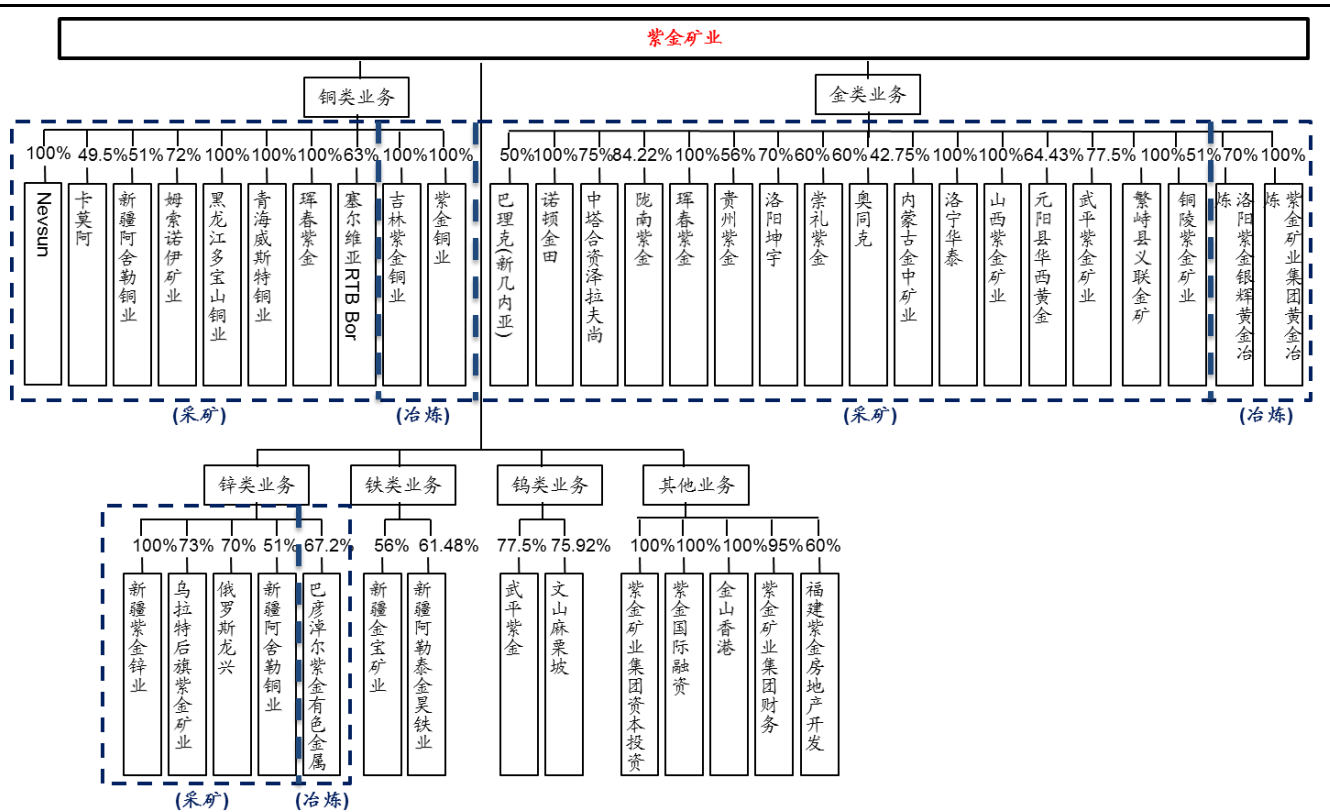 紫金矿业
铜类业务
金类业务
100% 49.5% 51% 72% 100% 100% 100% 63% 100% 100%
50% 100% 75% 84.22% 100% 56% 70% 60% 60% 42.75% 100% 100% 64.43% 77.5% 100% 51% 70% 100%
Nevsun
卡莫阿
新疆阿舍勒铜业
姆索诺伊矿业
黑龙江多宝山铜业
青海威斯特铜业
珲春紫金
塞尔维亚RTB Bor
吉林紫金铜业
紫金铜业
巴理克(新几内亚)
诺顿金田
中塔合资泽拉夫尚
陇南紫金
珲春紫金
贵州紫金
洛阳坤宇
崇礼紫金
奥同克
内蒙古金中矿业
洛宁华泰
山西紫金矿业
元阳县华西黄金
武平紫金矿业
繁峙县义联金矿
铜陵紫金矿业
洛阳紫金银辉黄金冶
炼
紫金矿业集团黄金冶
炼
(采矿)
(冶炼)
(采矿)
(冶炼)
锌类业务
铁类业务
钨类业务
其他业务
100% 73% 70% 51% 67.2%
56% 61.48%
77.5% 75.92%
100% 100% 100% 95% 60%
新疆紫金锌业
乌拉特后旗紫金矿业
俄罗斯龙兴
新疆阿舍勒铜业
巴彦淖尔紫金有色金属
新疆金宝矿业
新疆阿勒泰金昊铁业
武平紫金
文山麻栗坡
紫金矿业集团资本投资
紫金国际融资
金山香港
紫金矿业集团财务
福建紫金房地产开发
(采矿)
(冶炼)